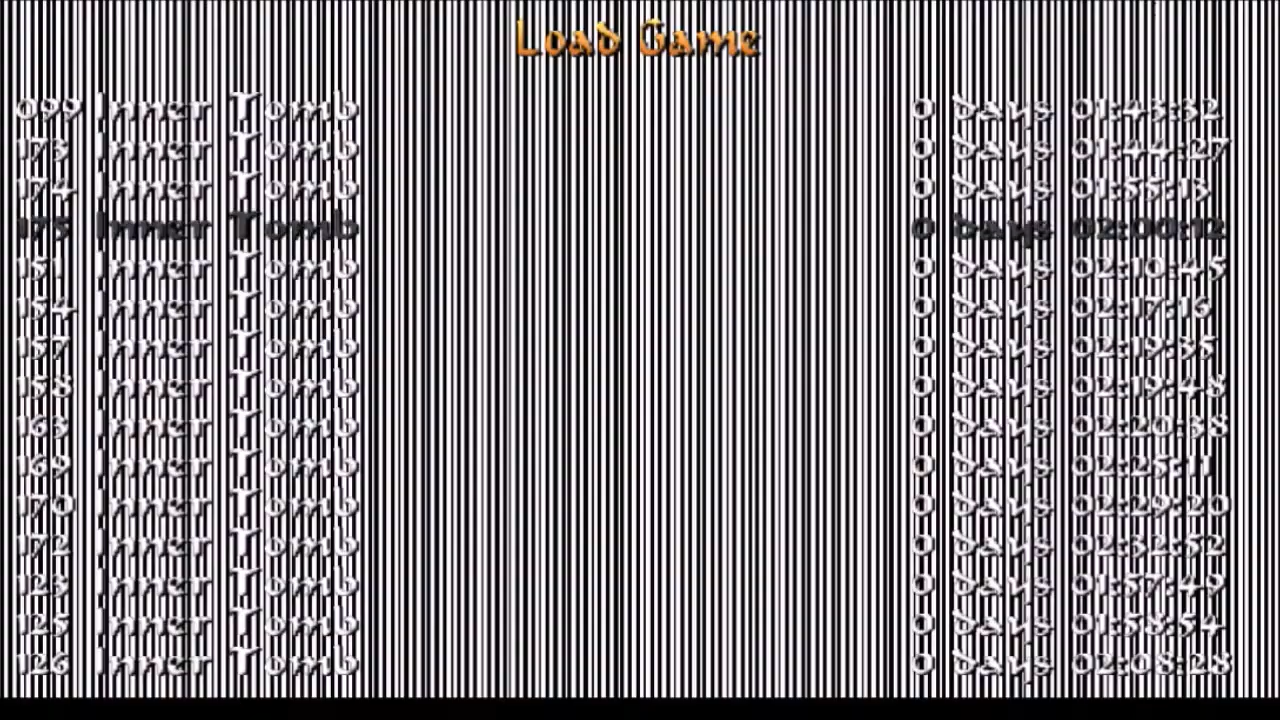 Load Game
099 Inner Tomb 0 days 01:43:32
173 Inner Tomb 0 days 01:44:27
174 Inner Tomb 0 days 01:55:13
175 Inner Tomb 0 days 02:00:12
151 Inner Tomb 0 days 02:10:45
154 Inner Tomb 0 days 02:17:16
157 Inner Tomb 0 days 02:19:35
158 Inner Tomb 0 days 02:19:48
163 Inner Tomb 0 days 02:20:38
169 Inner Tomb 0 days 02:25:11
170 Inner Tomb 0 days 02:29:20
172 Inner Tomb 0 days 02:32:52
123 Inner Tomb 0 days 01:57:49
125 Inner Tomb 0 days 01:58:54
126 Inner Tomb 0 days 02:08:28